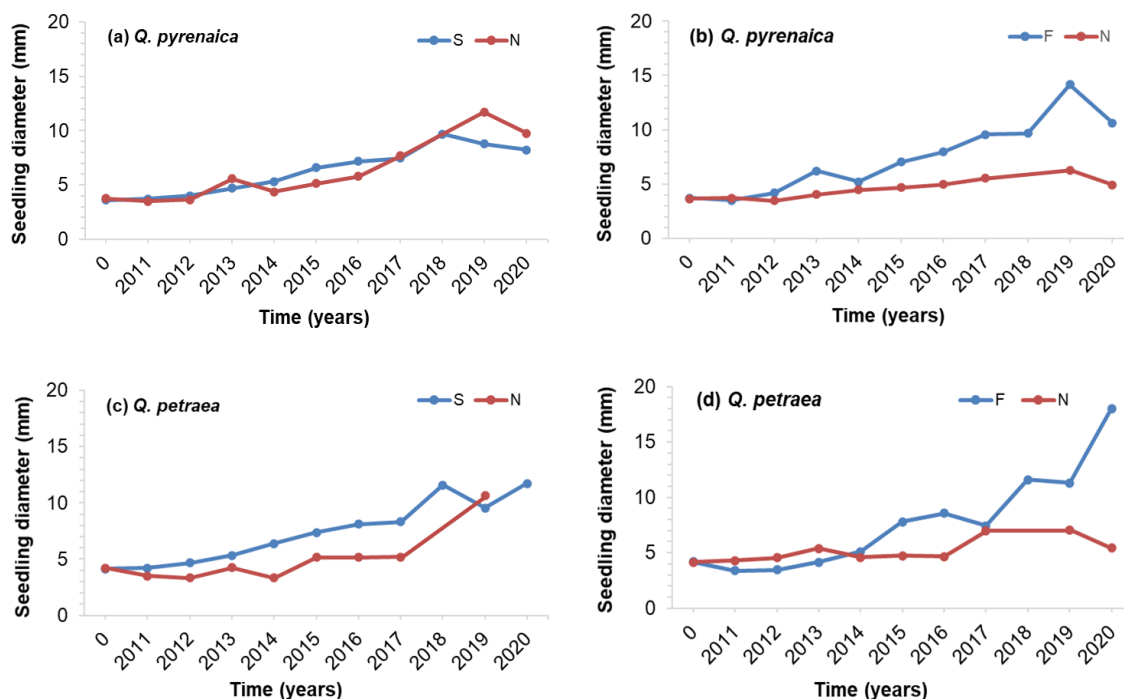 (a) Q. pyrenaica
S N
Seedling diameter (mm)
20
15
10
5
0
0 2011 2012 2013 2014 2015 2016 2017 2018 2019 2020
Time (years)
(b) Q. pyrenaica
F N
Seedling diameter (mm)
20
15
10
5
0
0 2011 2012 2013 2014 2015 2016 2017 2018 2019 2020
Time (years)
(c) Q. petraea
S N
Seedling diameter (mm)
20
15
10
5
0
0 2011 2012 2013 2014 2015 2016 2017 2018 2019 2020
Time (years)
(d) Q. petraea
F N
Seedling diameter (mm)
20
15
10
5
0
0 2011 2012 2013 2014 2015 2016 2017 2018 2019 2020
Time (years)